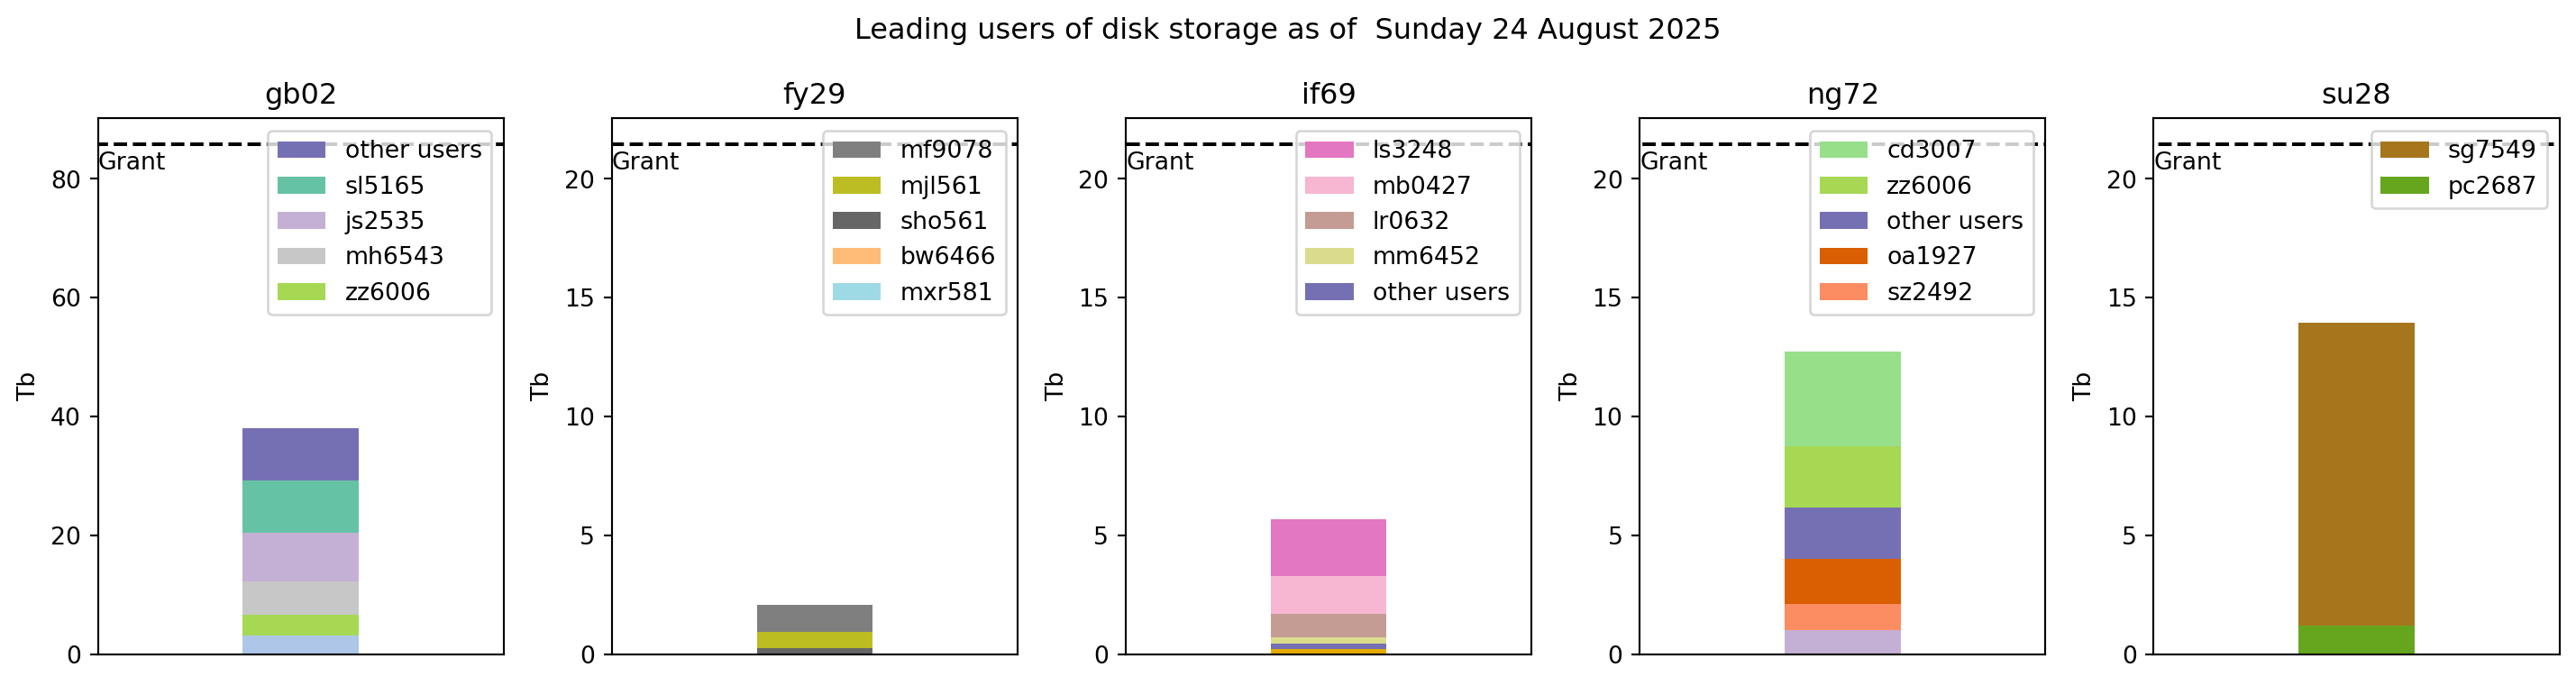 Leading users of disk storage as of  Sunday 24 August 2025
gb02
Grant
other users
sl5165
js2535
mh6543
zz6006
80
60
40
20
0
Tb
fy29
Grant
mf9078
mjl561
sho561
bw6466
mxr581
20
15
10
5
0
Tb
if69
Grant
ls3248
mb0427
lr0632
mm6452
other users
20
15
10
5
0
Tb
ng72
Grant
cd3007
zz6006
other users
oa1927
sz2492
20
15
10
5
0
Tb
su28
Grant
sg7549
pc2687
20
15
10
5
0
Tb